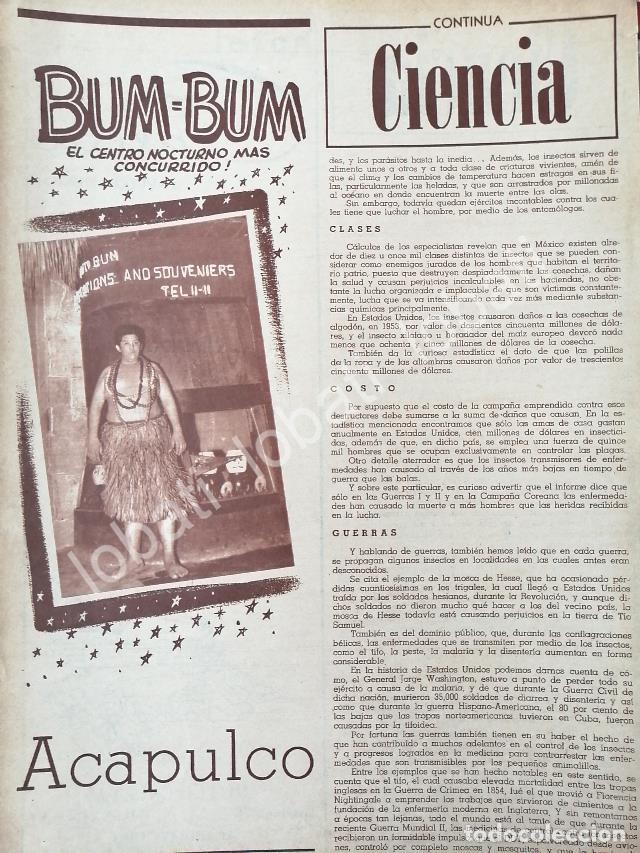 BUM=BUM
EL CENTRO NOCTURNO MAS
CONCURRIDO!
BUM BUN
AND SOUVENIERS
TEL 11-11
Acapulco
CONTINUA
Ciencia
des, y los parásitos hasta la inedia... Además, los insectos sirven de
alimento unos a otros y a toda clase de criaturas vivientes, amén de
que el clima y los cambios de temperatura hacen estragos en sus fi-
las, particularmente las heladas, y que son arrastrados por millonadas
al océano en donde encuentran la muerte entre las olas.
Sin embargo, todavía quedan ejércitos incontables contra los cua-
les tiene que luchar el hombre, por medio de los entomólogos.
CLASES
Cálculos de los especialistas revelan que en México existen alre-
dor de diez u once mil clases distintas de insectos que se pueden con-
siderar como enemigos jurados de los hombres que habitan el territorio
patrio, puesto que destruyen despiadadamente las cosechas, dañan
la salud y causan perjuicios incalculables en las haciendas, no obs-
tante la lucha organizada e implacable de que son víctimas constante-
mente, lucha que se va intensificando cada vez más mediante substan-
cias químicas principalmente.
En Estados Unidos, los insectos causaron daños a las cosechas de
algodón, en 1953, por valor de doscientos cincuenta millones de dóla-
res, y el insecto xilófago u horadador del maíz europeo devoró nada
menos que ochenta y cinco millones de dólares de la cosecha.
También da la curiosa estadística el dato de que las polillas
de la ropa y de las alfombras causaron daños por valor de trescientos
cincuenta millones de dólares.
COSTO
Por supuesto que el costo de la campaña emprendida contra esos
destructores debe sumarse a la suma de daños que causan. En la es-
tadística mencionada encontramos que sólo las amas de casa gastan
anualmente en Estados Unidos, cien millones de dólares en insectici-
das, además de que, en dicho país, se emplea una fuerza de quince
mil hombres que se ocupan exclusivamente en controlar las plagas.
Otro detalle aterrador es que los insectos transmisores de enfer-
medades han causado al través de los años más bajas en tiempo de
guerra que las balas.
Y sobre este particular, es curioso advertir que el informe dice que
sólo en las Guerras I y II y en la Campaña Coreana las enfermeda-
des han causado la muerte a más hombres que las heridas recibidas
en la lucha.
GUERRAS
Y hablando de guerras, también hemos leído que en cada guerra,
se propagan algunos insectos en localidades en las cuales antes eran
desconocidos.
Se cita el ejemplo de la mosca de Hesse, que ha ocasionado pér-
didas cuantiosísimas en los trigales, la cual llegó a Estados Unidos
traída por los soldados hesianos, durante la Revolución, y aunque di-
chos soldados no dieron mucho qué hacer a los del vecino país, la
mosca de Hesse todavía está causando perjuicios en la tierra de Tío
Samuel.
También es del dominio público, que, durante las conflagraciones
bélicas, las enfermedades que se transmiten por medio de los insectos,
como el tifo, la peste, la malaria y la disentería aumentan en forma
considerable.
En la historia de Estados Unidos podemos darnos cuenta de có-
mo, el General Jorge Washington, estuvo a punto de perder todo su
ejército a causa de la malaria, y de que durante la Guerra Civil de
dicha nación, murieron 35,000 soldados de diarrea y disentería y así
como que durante la guerra Hispano-Americana, el 80 por ciento de
las bajas que las tropas norteamericanas tuvieron en Cuba, fueron
causadas por la tifoidea.
Por fortuna las guerras también tienen en su haber el hecho de
que han contribuído a muchos adelantos en el control de los insectos
y a progresos logrados en la medicina para contrarrestar las enfer-
medades que son transmisibles por los pequeños animalillos.
Entre los ejemplos que se han hecho notables en este sentido, se
cuenta que el tifo, el cual causaba elevada mortalidad entre las tropas
inglesas en la Guerra de Crimea en 1854, fué el que movió a Florencia
Nightingale a emprender los trabajos que sirvieron de cimientos a la
fundación de la enfermería moderna en Inglaterra. Y sin remontarnos
a épocas tan lejanas, todo el mundo está al tanto de que durante la
reciente Guerra Mundial II, las
recibieron un formidable impulso
nes, controló por completo moscas y mosquitos, y que la
lobatiglobal
todocoleccion.net